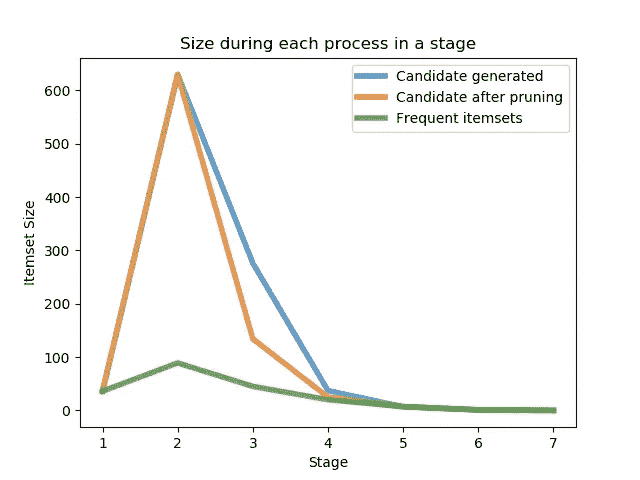 Size during each process in a stage
Candidate generated
Candidate after pruning
Frequent itemsets
Itemset Size
600
500
400
300
200
100
0
1 2 3 4 5 6 7
Stage